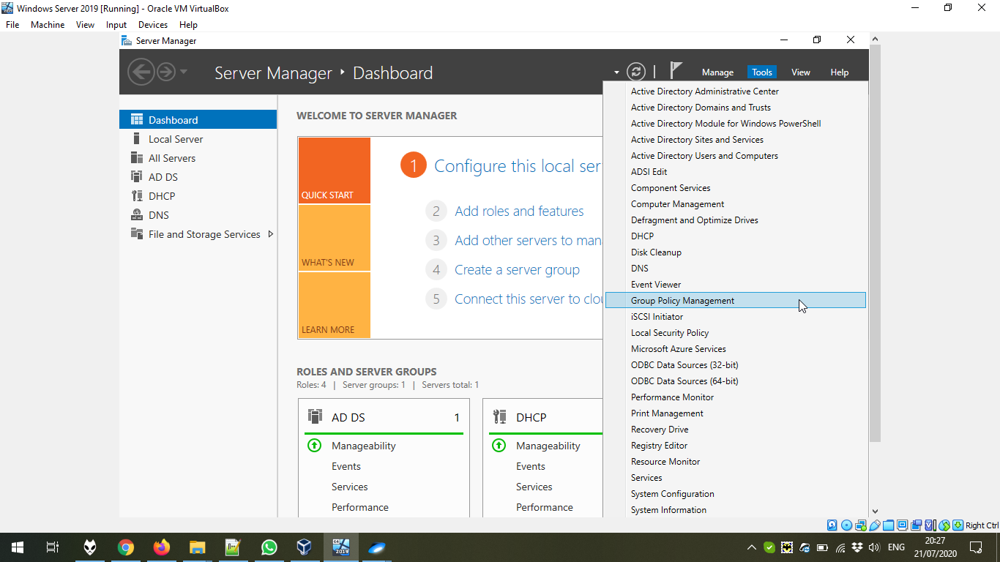 Windows Server 2019 [Running] - Oracle VM VirtualBox
File Machine View Input Devices Help
Server Manager
Server Manager Dashboard
Manage Tools View Help
Dashboard
Local Server
All Servers
AD DS
DHCP
DNS
File and Storage Services
WELCOME TO SERVER MANAGER
QUICK START
WHAT'S NEW
LEARN MORE
1 Configure this local ser
2 Add roles and features
3 Add other servers to man
4 Create a server group
5 Connect this server to clou
ROLES AND SERVER GROUPS
Roles: 4 | Server groups: 1 | Servers total: 1
AD DS 1
Manageability
Events
Services
Performance
DHCP
Manageability
Events
Services
Performance
Active Directory Administrative Center
Active Directory Domains and Trusts
Active Directory Module for Windows PowerShell
Active Directory Sites and Services
Active Directory Users and Computers
ADSI Edit
Component Services
Computer Management
Defragment and Optimize Drives
DHCP
Disk Cleanup
DNS
Event Viewer
Group Policy Management
iSCSI Initiator
Local Security Policy
Microsoft Azure Services
ODBC Data Sources (32-bit)
ODBC Data Sources (64-bit)
Performance Monitor
Print Management
Recovery Drive
Registry Editor
Resource Monitor
Services
System Configuration
System Information
Right Ctrl
2019
ENG
20:27
21/07/2020